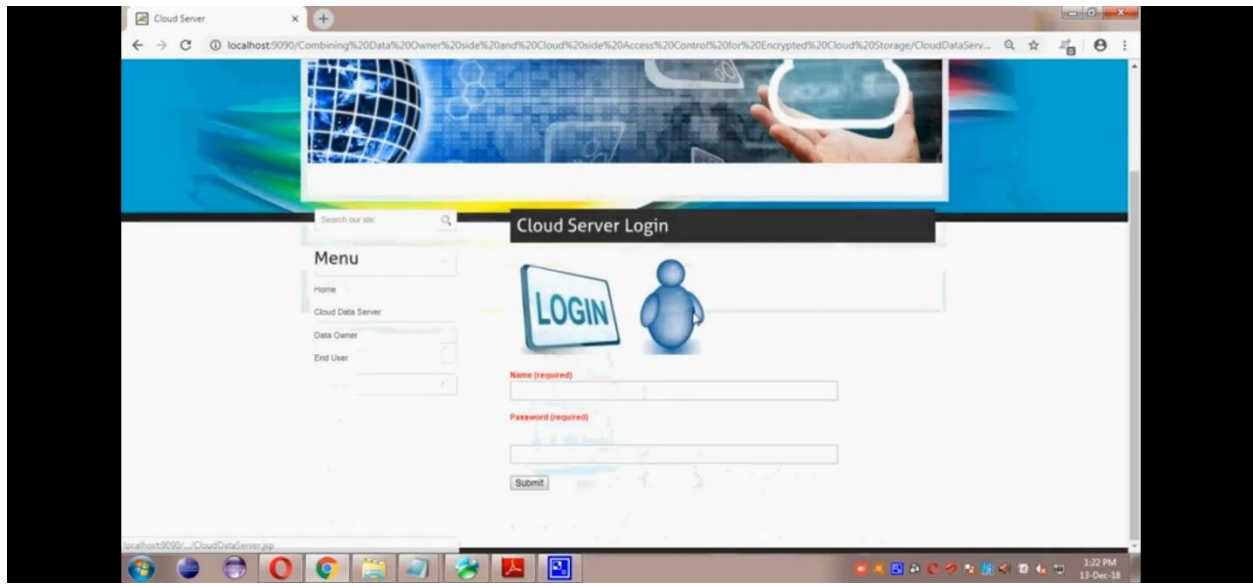 Cloud Server
localhost:9090/Combining%20Data%20Owner%20side%20and%20Cloud%20side%20Access%20Control%20for%20Encrypted%20Cloud%20Storage/CloudDataServ...
Search our site:
Cloud Server Login
Menu
Home
Cloud Data Server
Data Owner
End User
LOGIN
Name (required)
Password (required)
Submit
localhost:9090/.../CloudDataServer.jsp
1:22 PM
13-Dec-18